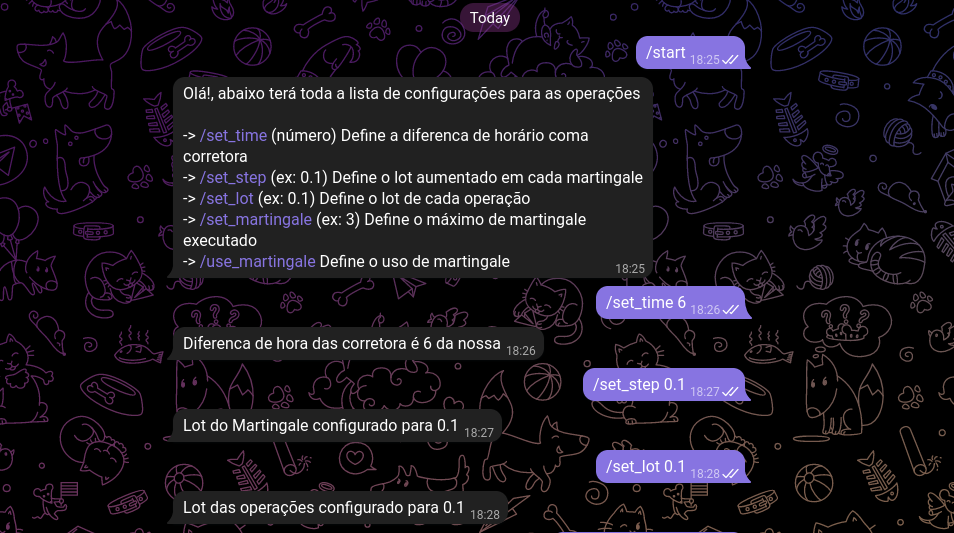 Today
/start 18:25
Olá!, abaixo terá toda a lista de configurações para as operações
-> /set_time (número) Define a diferenca de horário coma
corretora
-> /set_step (ex: 0.1) Define o lot aumentado em cada martingale
-> /set_lot (ex: 0.1) Define o lot de cada operação
-> /set_martingale (ex: 3) Define o máximo de martingale
executado
-> /use_martingale Define o uso de martingale
18:25
/set_time 6 18:26
Diferenca de hora das corretora é 6 da nossa 18:26
/set_step 0.1 18:27
Lot do Martingale configurado para 0.1 18:27
/set_lot 0.1 18:28
Lot das operações configurado para 0.1 18:28